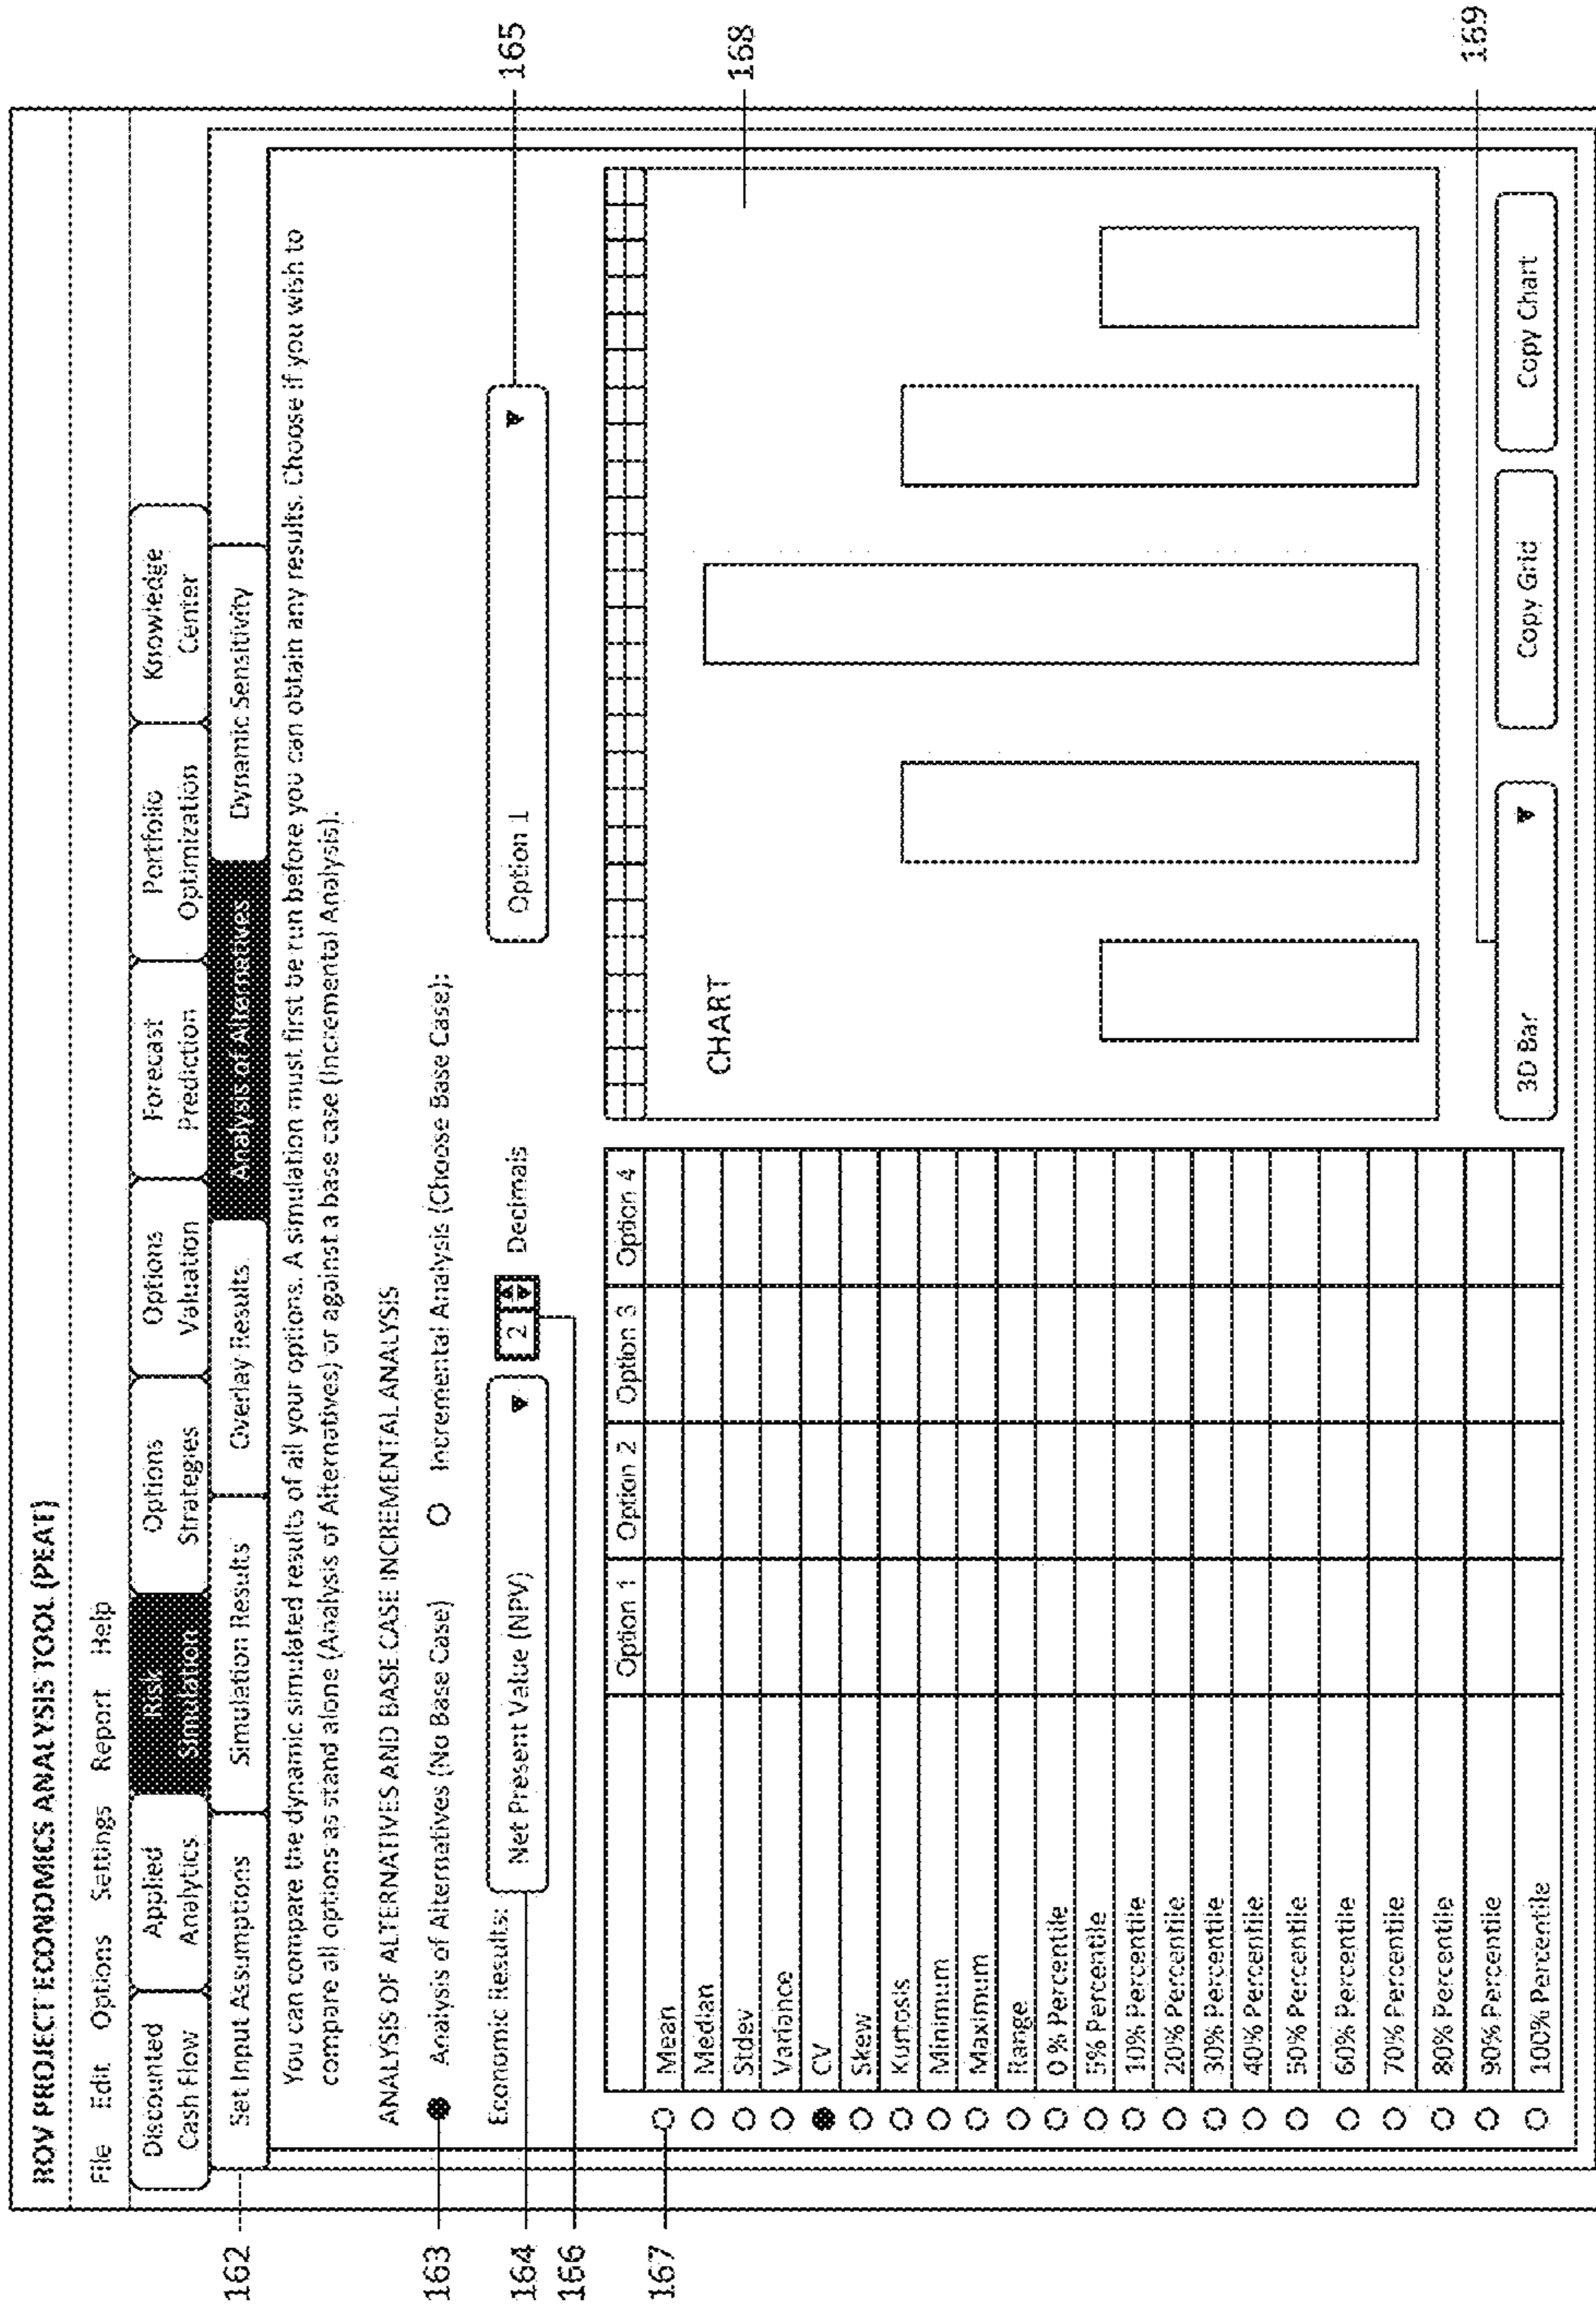 ROV PROJECT ECONOMICS ANALYSIS TOOL (PEAT)
File Edit Options Settings Report Help
Discounted Cash Flow
Applied Analytics
Risk Simulation
Options Strategies
Options Valuation
Forecast Prediction
Portfolio Optimization
Knowledge Center
162
Set Input Assumptions
Simulation Results
Overlay Results
Analysis of Alternatives
Dynamic Sensitivity
You can compare the dynamic simulated results of all your options. A simulation must first be run before you can obtain any results. Choose if you wish to
compare all options as stand alone (Analysis of Alternatives) or against a base case (Incremental Analysis).
ANALYSIS OF ALTERNATIVES AND BASE CASE INCREMENTAL ANALYSIS
163
Analysis of Alternatives (No Base Case)
Incremental Analysis (Choose Base Case):
164
Economic Results:
Net Present Value (NPV)
2
Decimals
Option 1
165
166
167
Option 1 Option 2 Option 3 Option 4
Mean
Median
Stdev
Variance
CV
Skew
Kurtosis
Minimum
Maximum
Range
0 % Percentile
5% Percentile
10% Percentile
20% Percentile
30% Percentile
40% Percentile
50% Percentile
60% Percentile
70% Percentile
80% Percentile
90% Percentile
100% Percentile
CHART
168
169
3D Bar
Copy Grid
Copy Chart